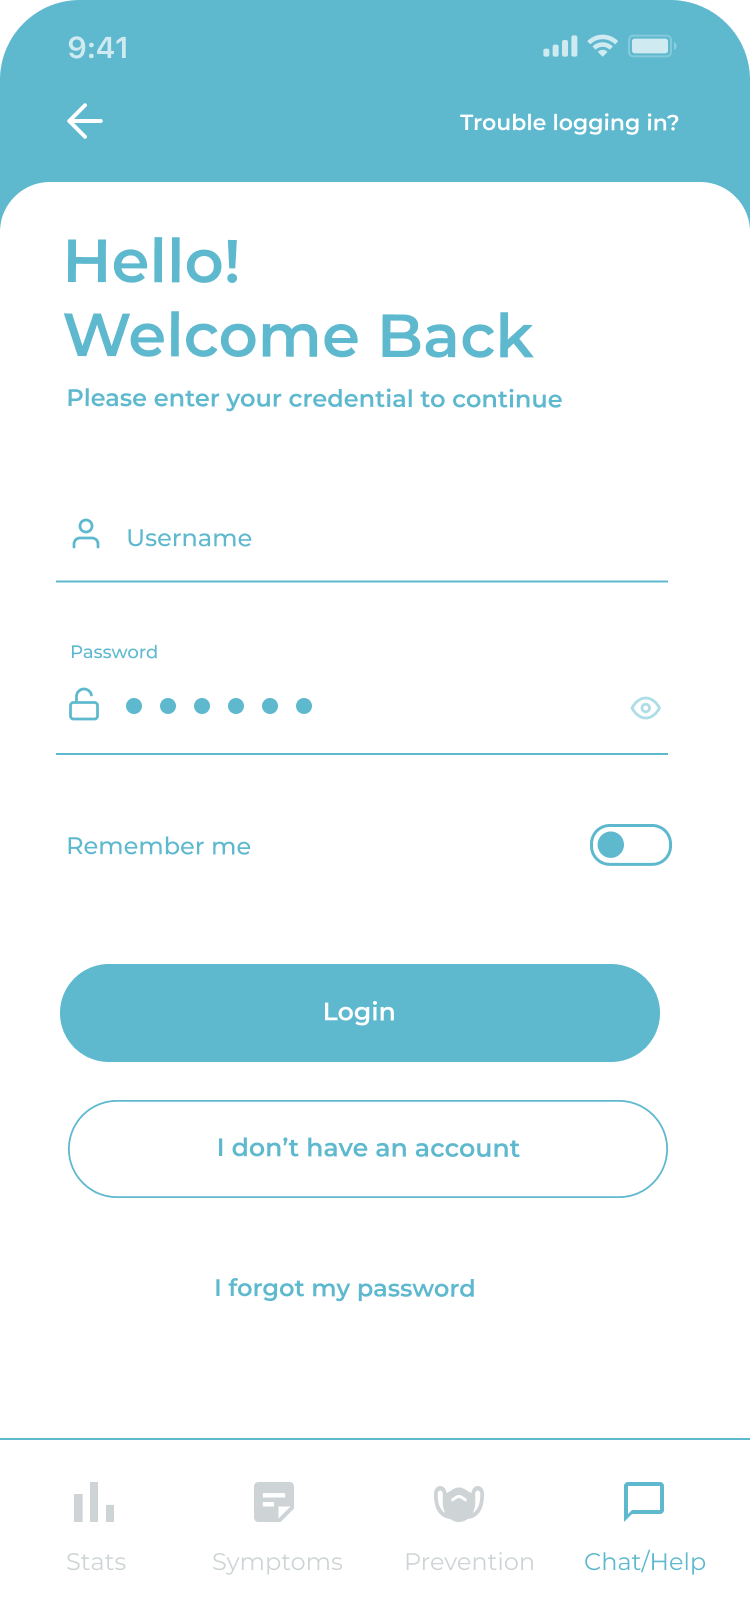 9:41
Trouble logging in?
Hello!
Welcome Back
Please enter your credential to continue
Username
Password
Remember me
Login
I don’t have an account
I forgot my password
Stats
Symptoms
Prevention
Chat/Help